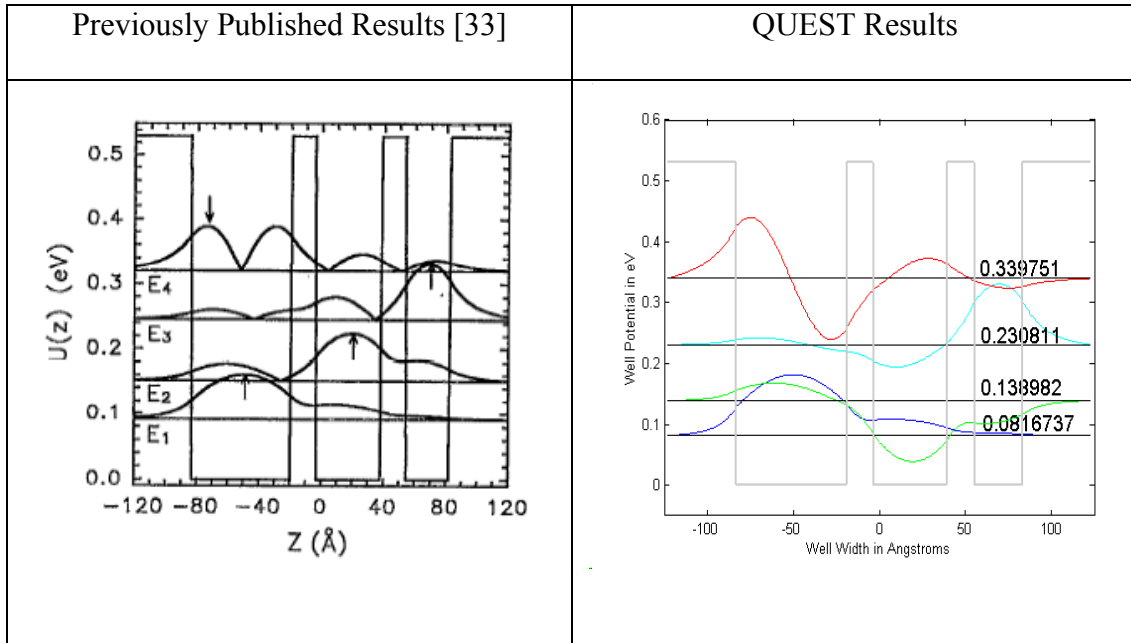 Previously Published Results [33]
QUEST Results
0.5
0.4
0.3
0.2
0.1
0.0
U(z) (eV)
E4
E3
E2
E1
−120 −80 −40 0 40 80 120
Z (Å)
0.6
0.5
0.4
0.3
0.2
0.1
0
Well Potential in eV
0.339751
0.230811
0.138982
0.0816737
-100 -50 0 50 100
Well Width in Angstroms